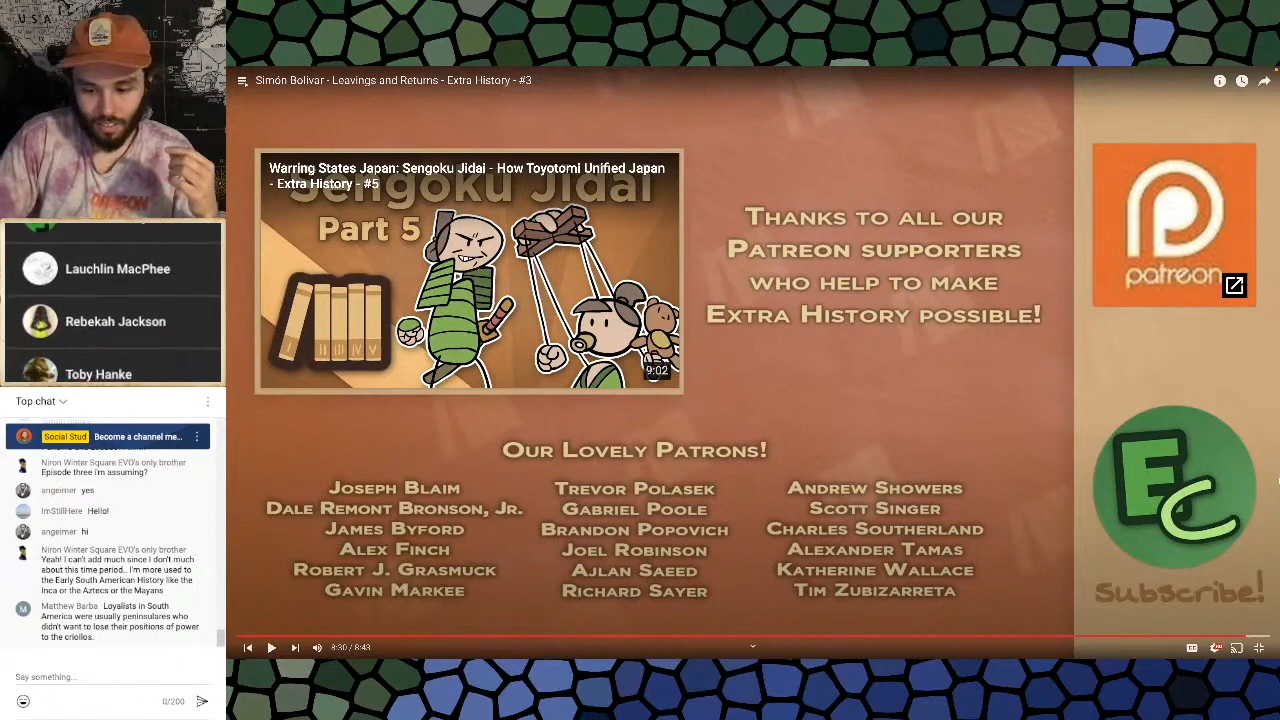 U.S.A.
Simón Bolívar - Leavings and Returns - Extra History - #3
Warring States Japan: Sengoku Jidai - How Toyotomi Unified Japan
- Extra History - #5
Sengoku Jidai
Part 5
II III IV V
9:02
THANKS TO ALL OUR
PATREON SUPPORTERS
WHO HELP TO MAKE
EXTRA HISTORY POSSIBLE!
patreon
OUR LOVELY PATRONS!
JOSEPH BLAIM
DALE REMONT BRONSON, JR.
JAMES BYFORD
ALEX FINCH
ROBERT J. GRASMUCK
GAVIN MARKEE
TREVOR POLASEK
GABRIEL POOLE
BRANDON POPOVICH
JOEL ROBINSON
AJLAN SAEED
RICHARD SAYER
ANDREW SHOWERS
SCOTT SINGER
CHARLES SOUTHERLAND
ALEXANDER TAMAS
KATHERINE WALLACE
TIM ZUBIZARRETA
EC
Subscribe!
8:30 / 8:43
CC
HD
Lauchlin MacPhee
Rebekah Jackson
Toby Hanke
Top chat
Social Stud Become a channel me...
Niron Winter Square EVO's only brother
Episode three i'm assuming?
angeimer yes
ImStillHere Hello!
angeimer hi
Niron Winter Square EVO's only brother
Yeah! I can't add much since I don't much
about this time period.. I'm more used to
the Early South American History like the
Inca or the Aztecs or the Mayans
M Matthew Barba Loyalists in South
America were usually peninsulares who
didn't want to lose their positions of power
to the criollos.
Say something...
0/200